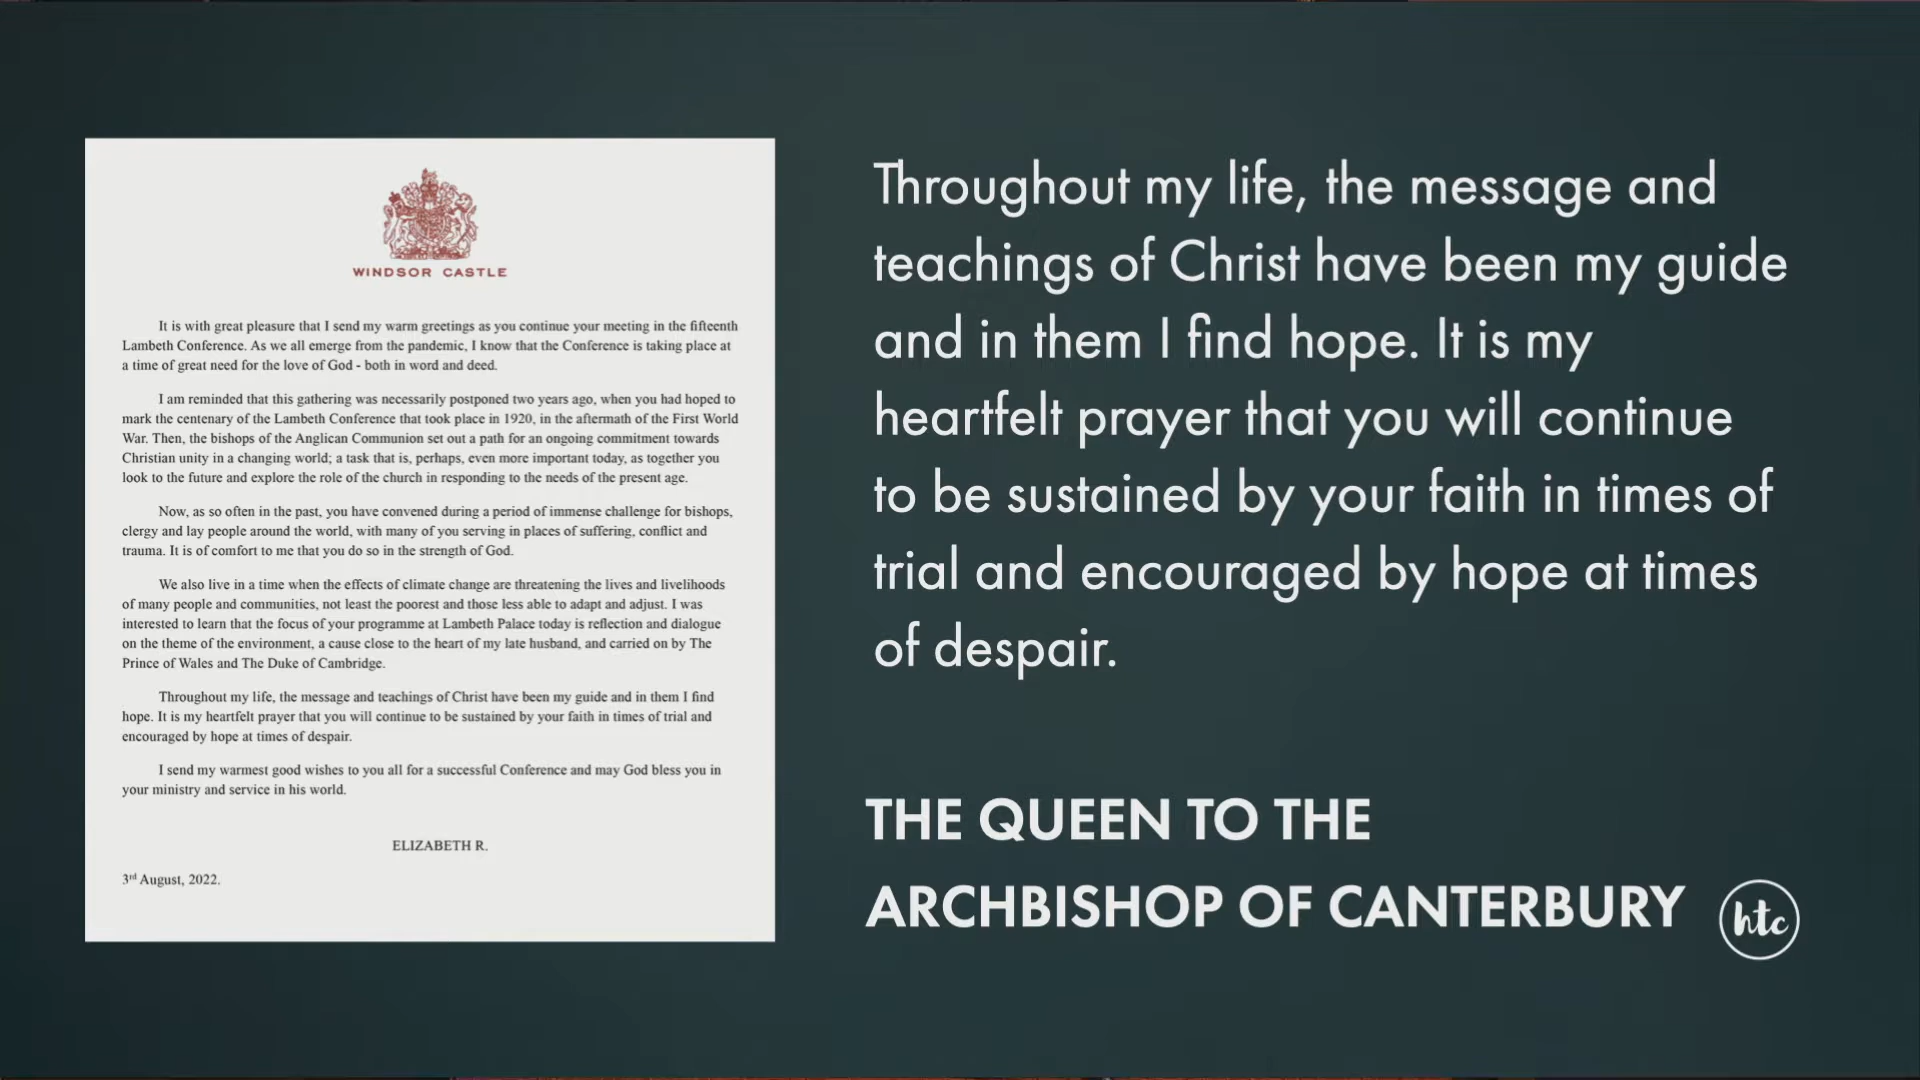 WINDSOR CASTLE
It is with great pleasure that I send my warm greetings as you continue your meeting in the fifteenth
Lambeth Conference. As we all emerge from the pandemic, I know that the Conference is taking place at
a time of great need for the love of God - both in word and deed.
I am reminded that this gathering was necessarily postponed two years ago, when you had hoped to
mark the centenary of the Lambeth Conference that took place in 1920, in the aftermath of the First World
War. Then, the bishops of the Anglican Communion set out a path for an ongoing commitment towards
Christian unity in a changing world; a task that is, perhaps, even more important today, as together you
look to the future and explore the role of the church in responding to the needs of the present age.
Now, as so often in the past, you have convened during a period of immense challenge for bishops,
clergy and lay people around the world, with many of you serving in places of suffering, conflict and
trauma. It is of comfort to me that you do so in the strength of God.
We also live in a time when the effects of climate change are threatening the lives and livelihoods
of many people and communities, not least the poorest and those less able to adapt and adjust. I was
interested to learn that the focus of your programme at Lambeth Palace today is reflection and dialogue
on the theme of the environment, a cause close to the heart of my late husband, and carried on by The
Prince of Wales and The Duke of Cambridge.
Throughout my life, the message and teachings of Christ have been my guide and in them I find
hope. It is my heartfelt prayer that you will continue to be sustained by your faith in times of trial and
encouraged by hope at times of despair.
I send my warmest good wishes to you all for a successful Conference and may God bless you in
your ministry and service in his world.
ELIZABETH R.
3rd August, 2022.
Throughout my life, the message and
teachings of Christ have been my guide
and in them I find hope. It is my
heartfelt prayer that you will continue
to be sustained by your faith in times of
trial and encouraged by hope at times
of despair.
THE QUEEN TO THE
ARCHBISHOP OF CANTERBURY
htc